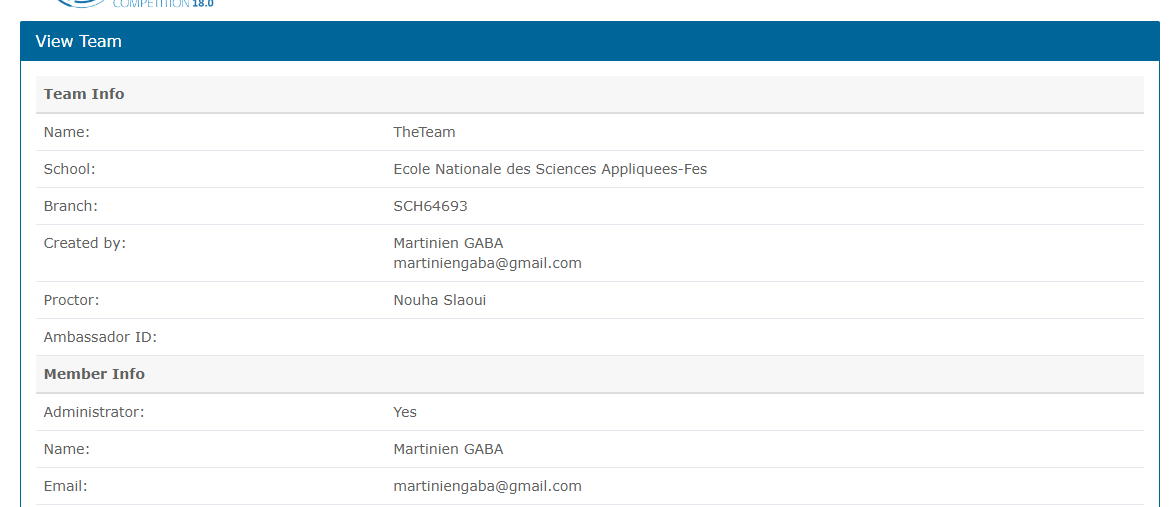 COMPETITION 18.0
View Team
Team Info
Name: TheTeam
School: Ecole Nationale des Sciences Appliquees-Fes
Branch: SCH64693
Created by: Martinien GABA
martiniengaba@gmail.com
Proctor: Nouha Slaoui
Ambassador ID:
Member Info
Administrator: Yes
Name: Martinien GABA
Email: martiniengaba@gmail.com